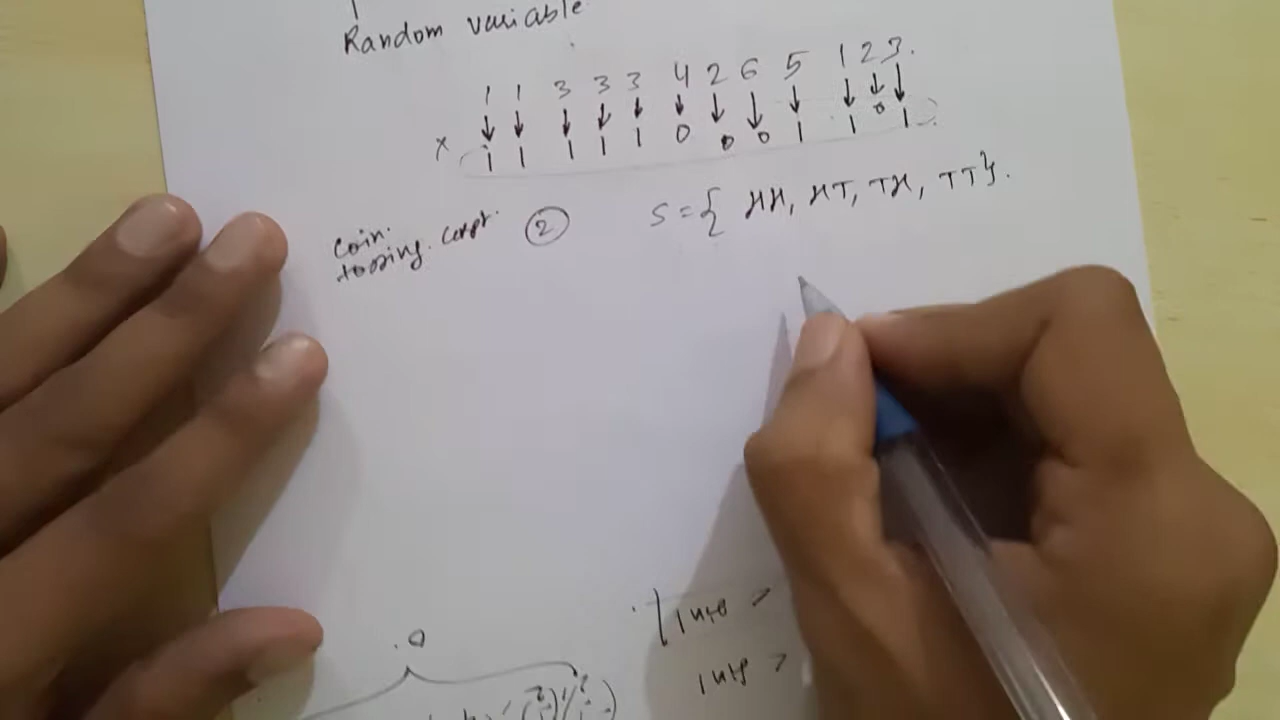 Random variable
1 1 3 3 3 4 2 6 5 1 2 3.
X 1 1 1 1 1 0 0 0 1 1 0 1
S = { HH, HT, TH, TT}.
coin. (2)
tossing.